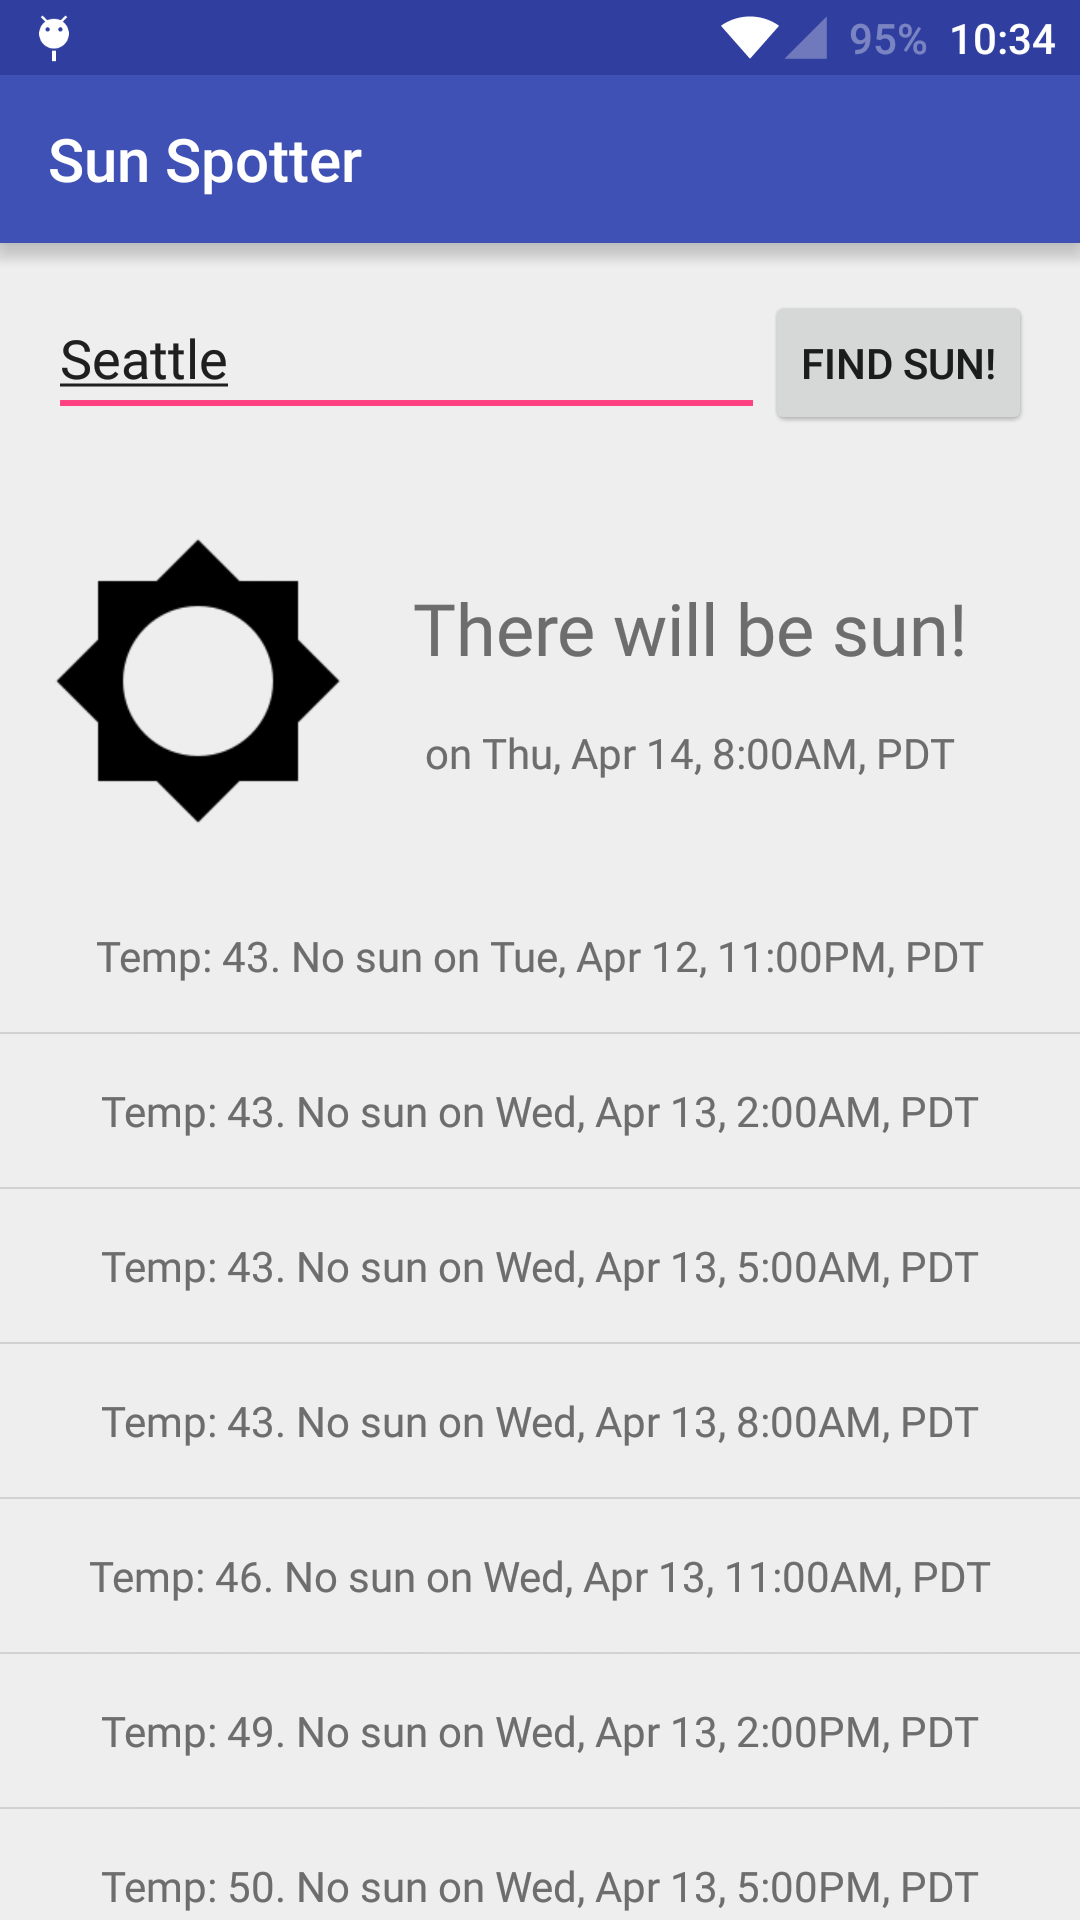 95% 10:34
Sun Spotter
Seattle
FIND SUN!
There will be sun!
on Thu, Apr 14, 8:00AM, PDT
Temp: 43. No sun on Tue, Apr 12, 11:00PM, PDT
Temp: 43. No sun on Wed, Apr 13, 2:00AM, PDT
Temp: 43. No sun on Wed, Apr 13, 5:00AM, PDT
Temp: 43. No sun on Wed, Apr 13, 8:00AM, PDT
Temp: 46. No sun on Wed, Apr 13, 11:00AM, PDT
Temp: 49. No sun on Wed, Apr 13, 2:00PM, PDT
Temp: 50. No sun on Wed, Apr 13, 5:00PM, PDT